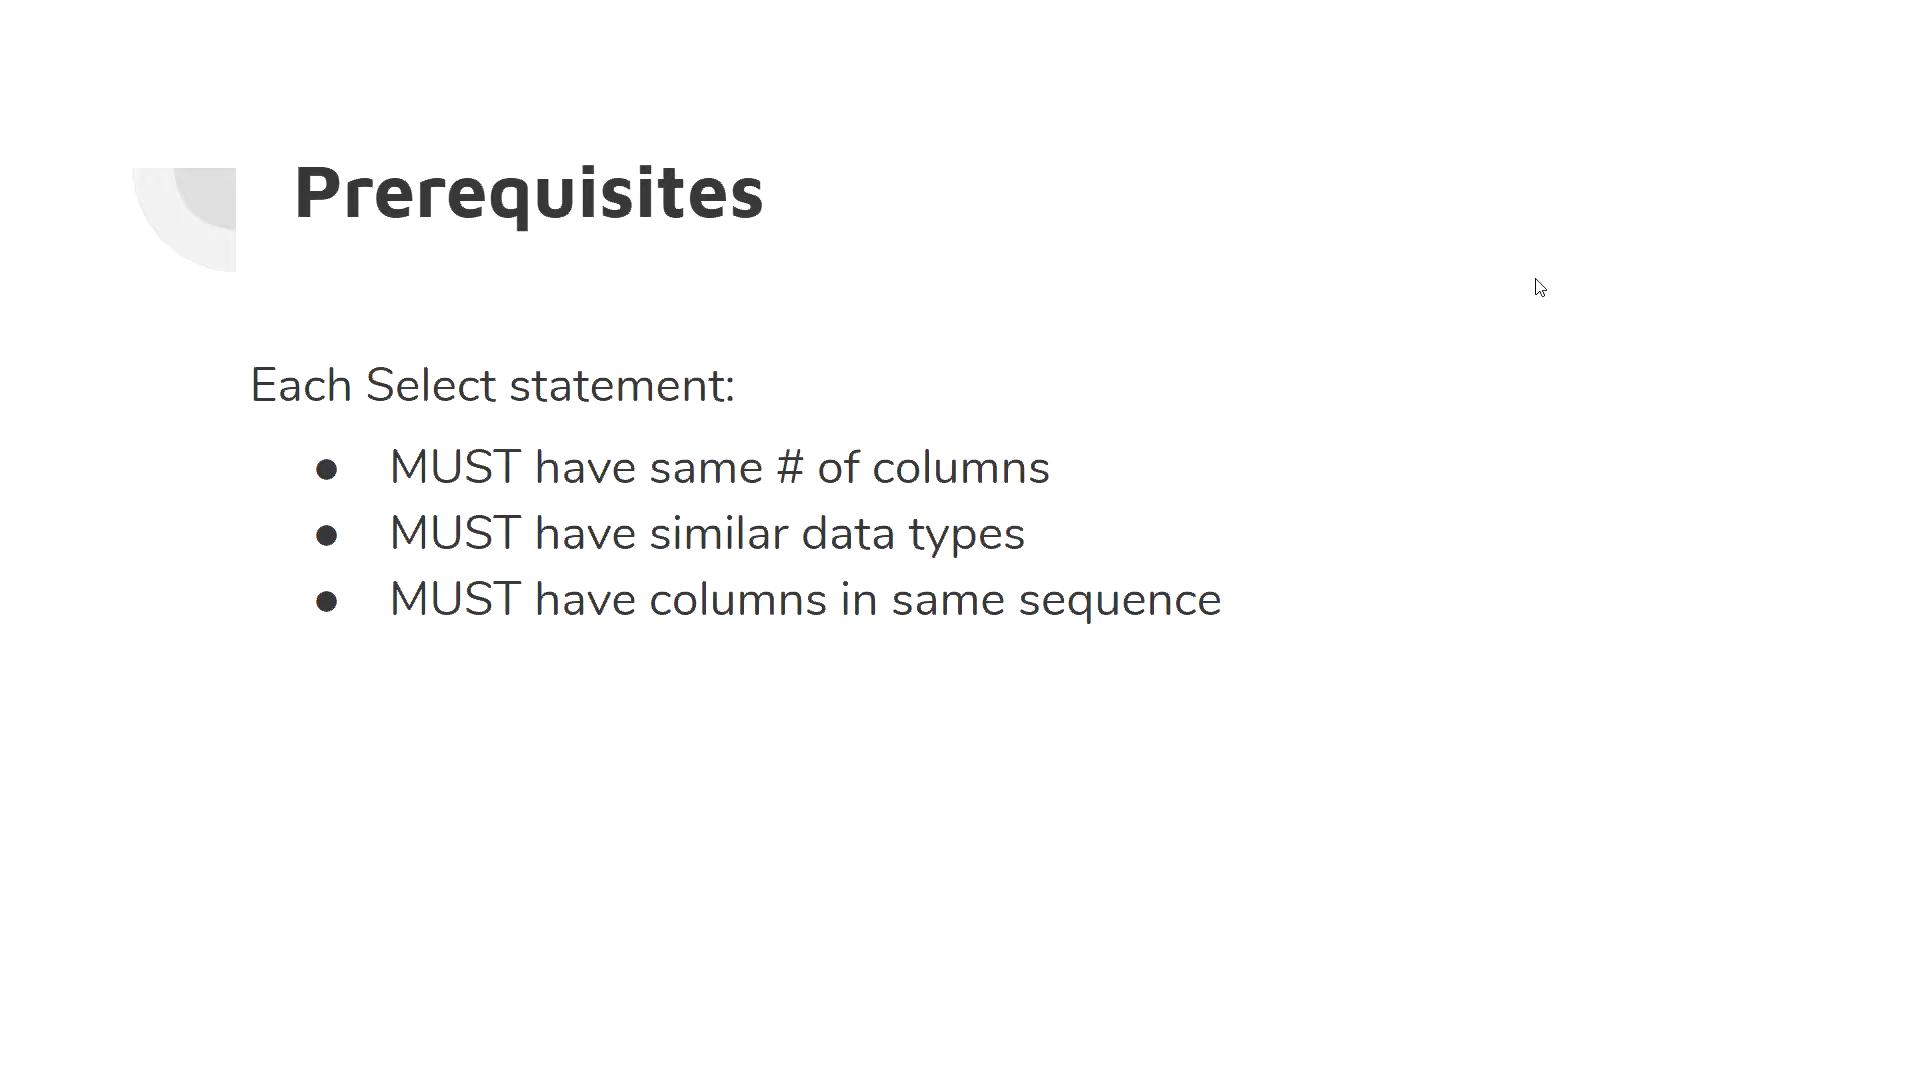 Prerequisites
Each Select statement:
● MUST have same # of columns
● MUST have similar data types
● MUST have columns in same sequence